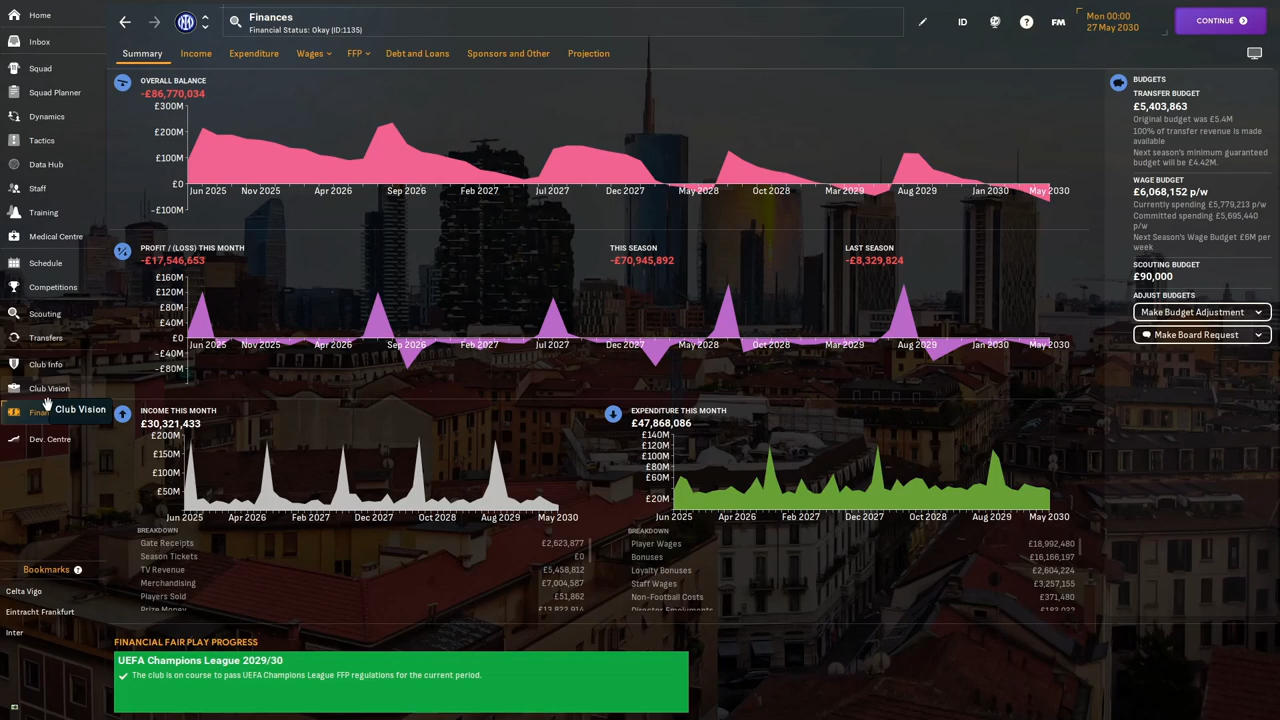 Home
Inbox
Squad
Squad Planner
Dynamics
Tactics
Data Hub
Staff
Training
Medical Centre
Schedule
Competitions
Scouting
Transfers
Club Info
Club Vision
Finan
Club Vision
Dev. Centre
Bookmarks ?
Celta Vigo
Eintracht Frankfurt
Inter
Finances
Financial Status: Okay (ID:1135)
ID
?
FM
Mon 00:00
27 May 2030
CONTINUE
Summary Income Expenditure Wages FFP Debt and Loans Sponsors and Other Projection
OVERALL BALANCE
-£86,770,034
£300M
£200M
£100M
£0
-£100M
Jun 2025 Nov 2025 Apr 2026 Sep 2026 Feb 2027 Jul 2027 Dec 2027 May 2028 Oct 2028 Mar 2029 Aug 2029 Jan 2030 May 2030
PROFIT / (LOSS) THIS MONTH
-£17,546,653
THIS SEASON
-£70,945,892
LAST SEASON
-£8,329,824
£160M
£120M
£80M
£40M
£0
-£40M
-£80M
Jun 2025 Nov 2025 Apr 2026 Sep 2026 Feb 2027 Jul 2027 Dec 2027 May 2028 Oct 2028 Mar 2029 Aug 2029 Jan 2030 May 2030
INCOME THIS MONTH
£30,321,433
£200M
£150M
£100M
£50M
Jun 2025 Apr 2026 Feb 2027 Dec 2027 Oct 2028 Aug 2029 May 2030
BREAKDOWN
Gate Receipts £2,623,877
Season Tickets £0
TV Revenue £5,458,812
Merchandising £7,004,587
Players Sold £51,862
Prize Money £13,822,914
EXPENDITURE THIS MONTH
£47,868,086
£140M
£120M
£100M
£80M
£60M
£20M
Jun 2025 Apr 2026 Feb 2027 Dec 2027 Oct 2028 Aug 2029 May 2030
BREAKDOWN
Player Wages £18,992,480
Bonuses £16,166,197
Loyalty Bonuses £2,604,224
Staff Wages £3,257,155
Non-Football Costs £371,480
Director Emoluments £183,032
FINANCIAL FAIR PLAY PROGRESS
UEFA Champions League 2029/30
The club is on course to pass UEFA Champions League FFP regulations for the current period.
BUDGETS
TRANSFER BUDGET
£5,403,863
Original budget was £5.4M
100% of transfer revenue is made
available
Next season's minimum guaranteed
budget will be £4.42M.
WAGE BUDGET
£6,068,152 p/w
Currently spending £5,779,213 p/w
Committed spending £5,695,440
p/w
Next Season's Wage Budget £6M per
week
SCOUTING BUDGET
£90,000
ADJUST BUDGETS
Make Budget Adjustment
Make Board Request